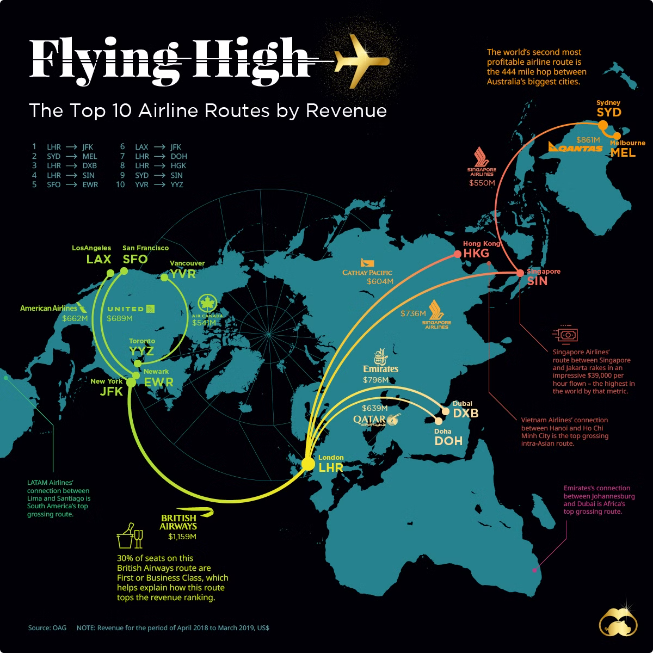 Flying High
The Top 10 Airline Routes by Revenue
The world's second most
profitable airline route is
the 444 mile hop between
Australia's biggest cities.
1 LHR → JFK
2 SYD → MEL
3 LHR → DXB
4 LHR → SIN
5 SFO → EWR
6 LAX → JFK
7 LHR → DOH
8 LHR → HGK
9 SYD → SIN
10 YVR → YYZ
Sydney
SYD
$861M
QANTAS
Melbourne
MEL
SINGAPORE
AIRLINES
$550M
LosAngeles
LAX
San Francisco
SFO
Vancouver
YVR
Hong Kong
HKG
Singapore
SIN
CATHAY PACIFIC
$604M
American Airlines
$662M
UNITED
$689M
AIR CANADA
$541M
$736M
SINGAPORE
AIRLINES
Toronto
YYZ
Newark
EWR
New York
JFK
Emirates
$796M
$639M
QATAR
Dubai
DXB
Doha
DOH
London
LHR
Singapore Airlines'
route between Singapore
and Jakarta rakes in an
impressive $39,000 per
hour flown – the highest in
the world by that metric.
Vietnam Airlines' connection
between Hanoi and Ho Chi
Minh City is the top grossing
intra-Asian route.
LATAM Airlines'
connection between
Lima and Santiago is
South America's top
grossing route.
Emirates's connection
between Johannesburg
and Dubai is Africa's
top grossing route.
BRITISH
AIRWAYS
$1,159M
30% of seats on this
British Airways route are
First or Business Class, which
helps explain how this route
tops the revenue ranking.
Source: OAG NOTE: Revenue for the period of April 2018 to March 2019, US$